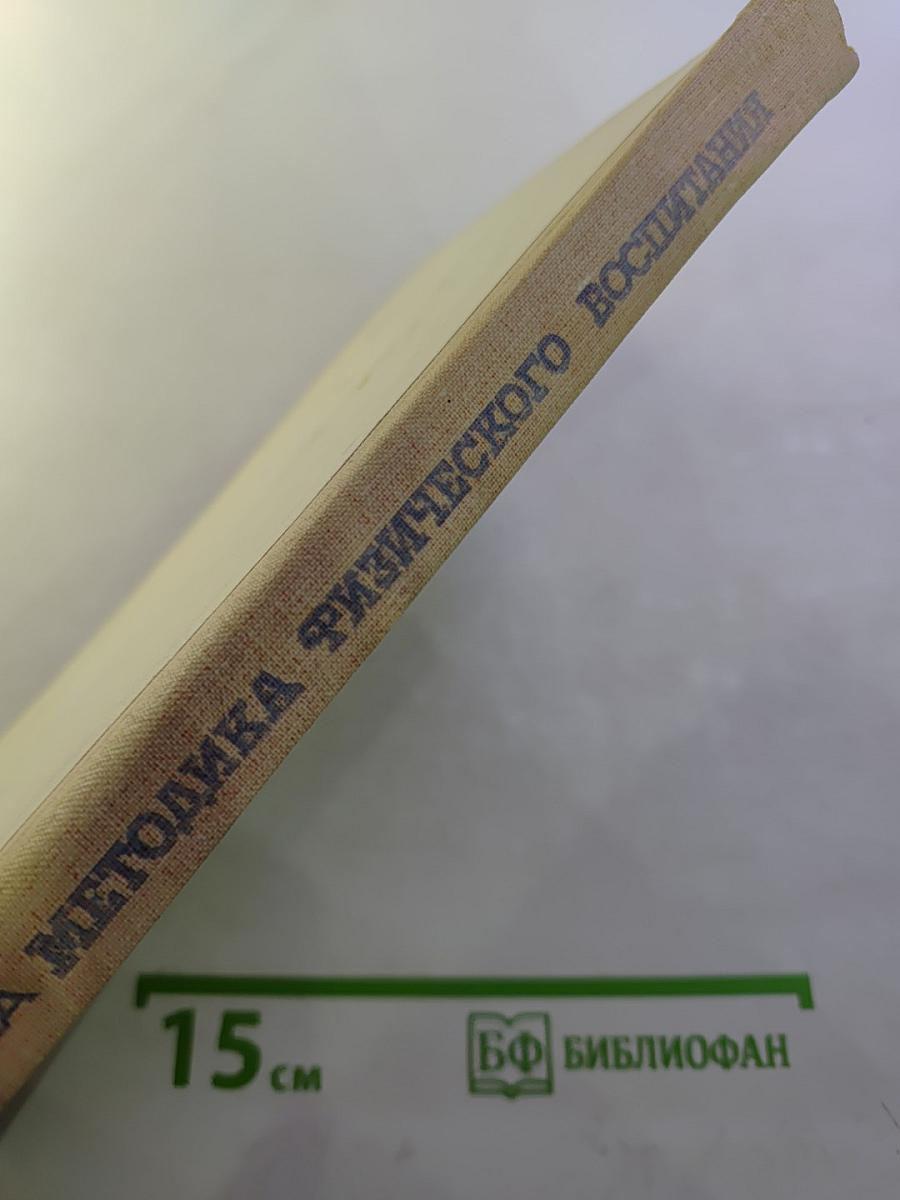 А МЕТОДИКА ФИЗИЧЕСКОГО ВОСПИТАНИЯ
15 см
БФ БИБЛИОФАН